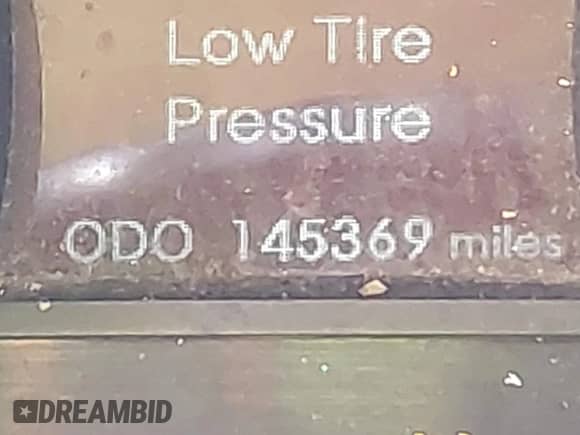 Low Tire
Pressure
ODO 145369 miles
DREAMBID